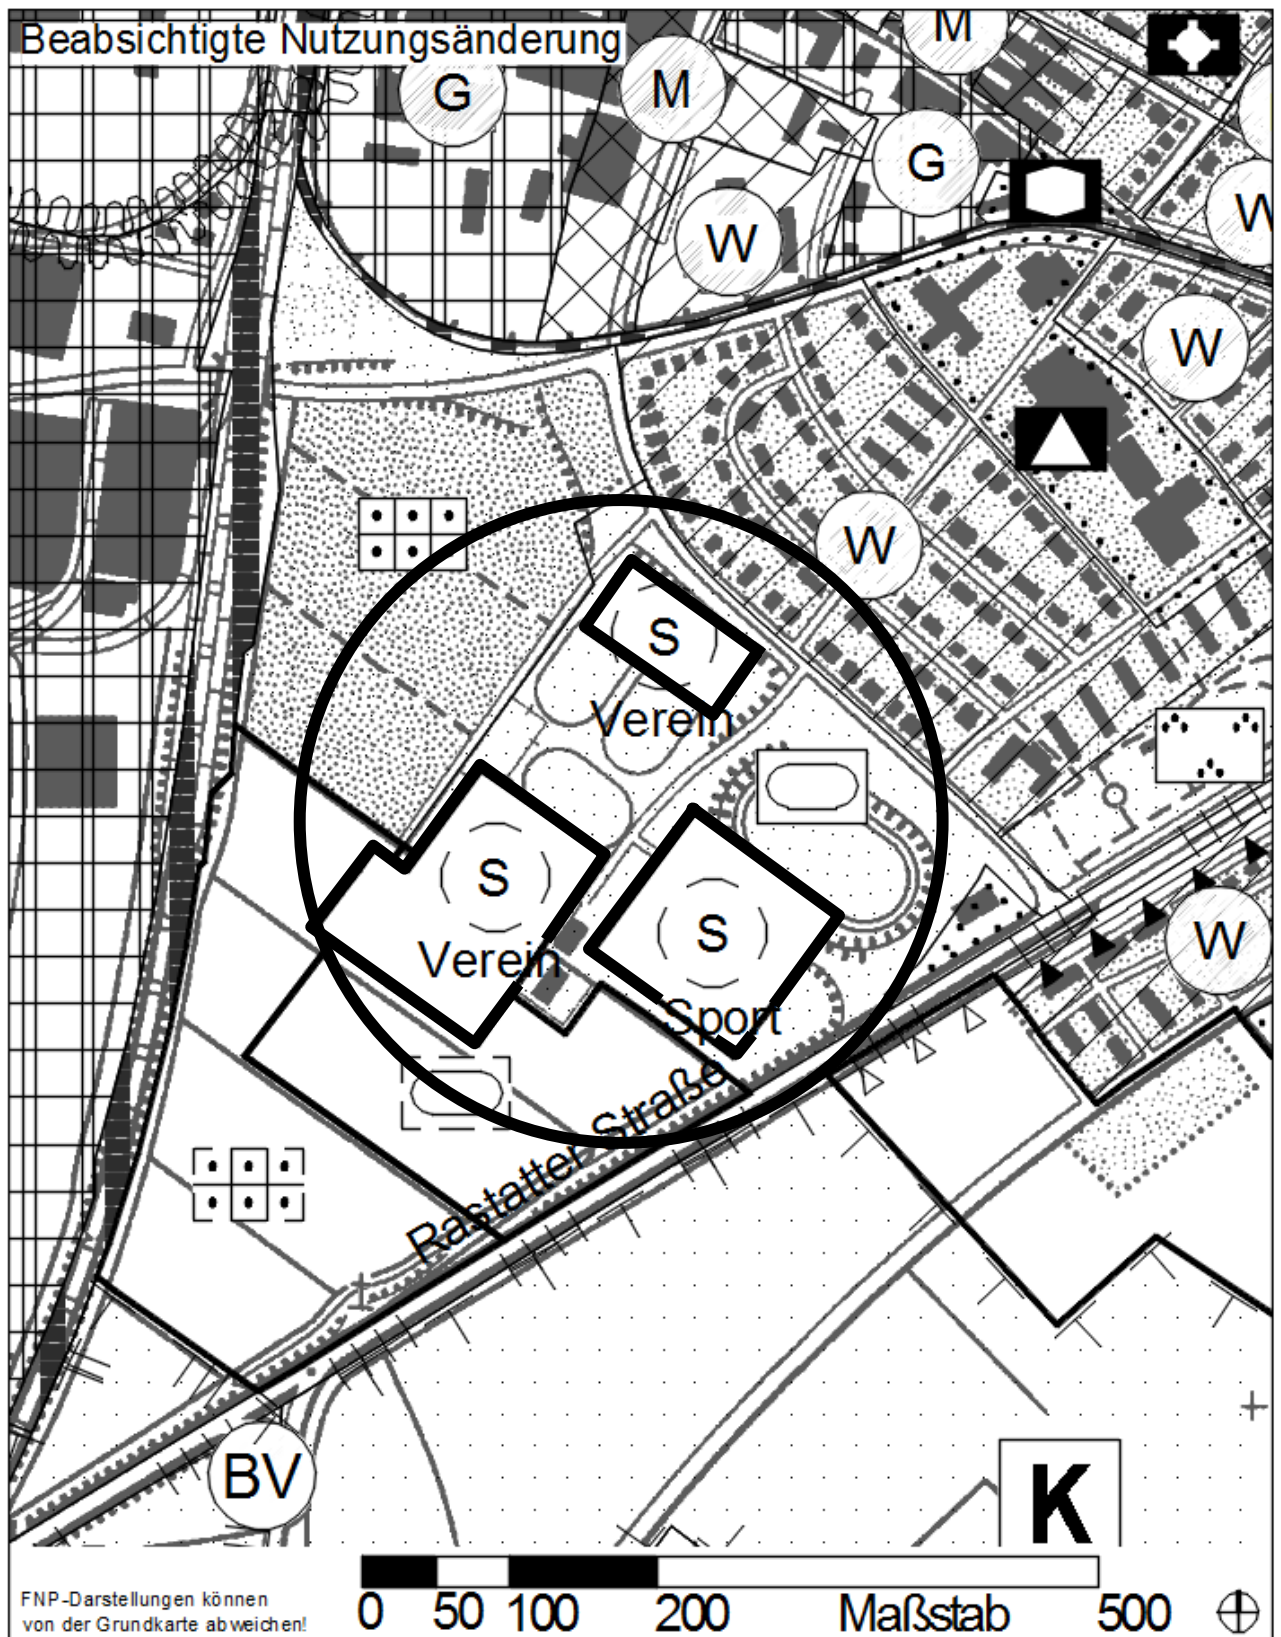 Beabsichtigte Nutzungsänderung
M
G
M
G
W
W
W
W
S
Verein
S
Verein
S
Sport
W
Rastatter Straße
BV
K
FNP-Darstellungen können
von der Grundkarte abweichen!
0 50 100 200 Maßstab 500